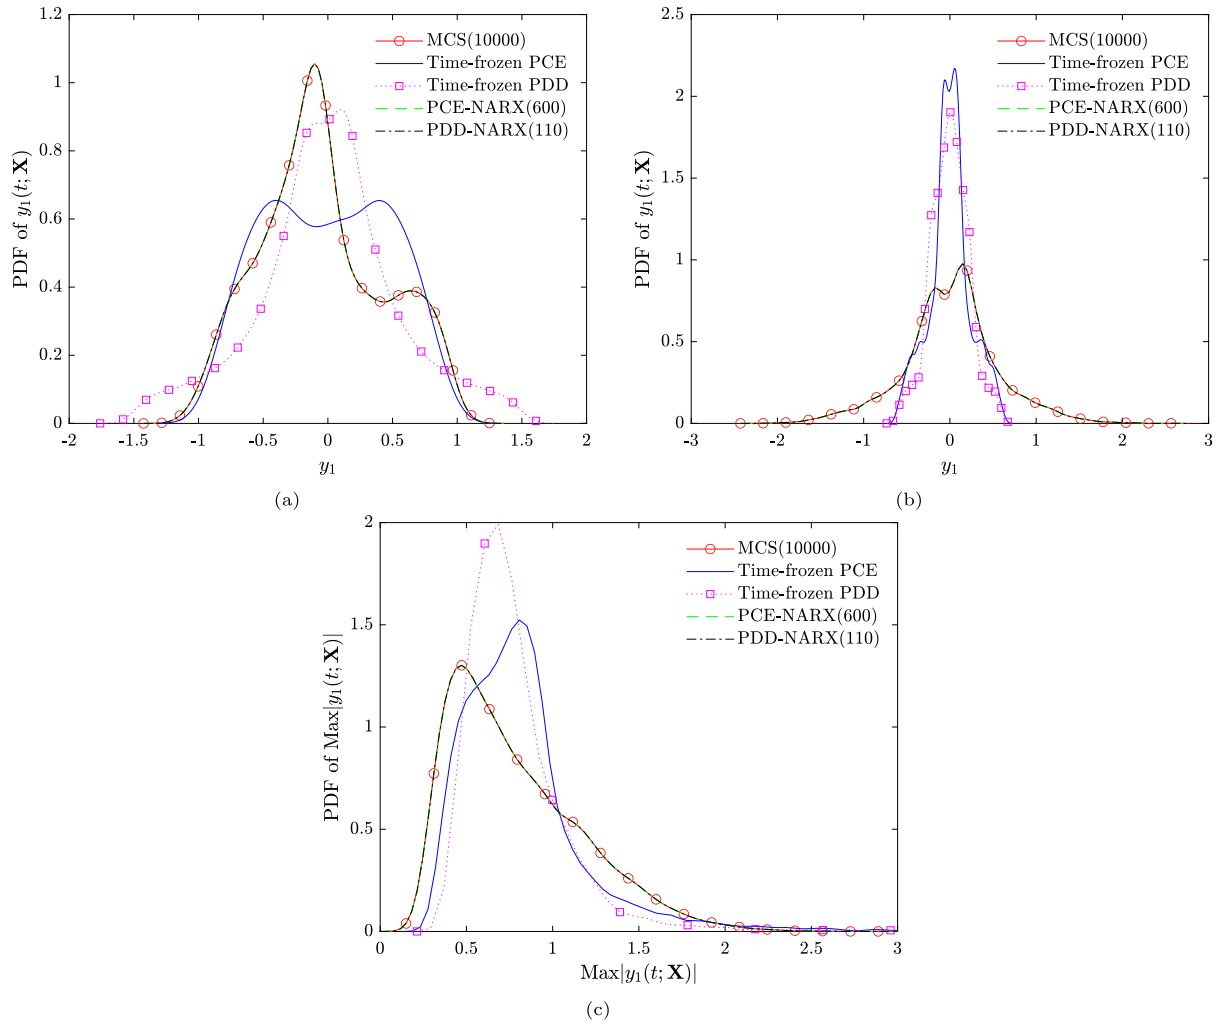 PDF of y₁(t; X)
1.2
1
0.8
0.6
0.4
0.2
0
-2
-1.5
-1
-0.5
0
0.5
1
1.5
2
y₁
MCS(10000)
Time-frozen PCE
Time-frozen PDD
PCE-NARX(600)
PDD-NARX(110)
(a)
PDF of y₁(t; X)
2.5
2
1.5
1
0.5
0
-3
-2
-1
0
1
2
3
y₁
MCS(10000)
Time-frozen PCE
Time-frozen PDD
PCE-NARX(600)
PDD-NARX(110)
(b)
PDF of Max|y₁(t; X)|
2
1.5
1
0.5
0
0
0.5
1
1.5
2
2.5
3
Max|y₁(t; X)|
MCS(10000)
Time-frozen PCE
Time-frozen PDD
PCE-NARX(600)
PDD-NARX(110)
(c)